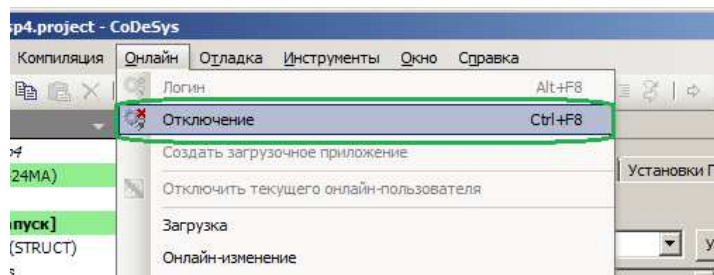 sp4.project - CoDeSys
Компиляция Онлайн Отладка Инструменты Окно Справка
Логин Alt+F8
Отключение Ctrl+F8
Создать загрузочное приложение
24MA) Отключить текущего онлайн-пользователя Установки П
пуск] Загрузка
(STRUCT) Онлайн-изменение